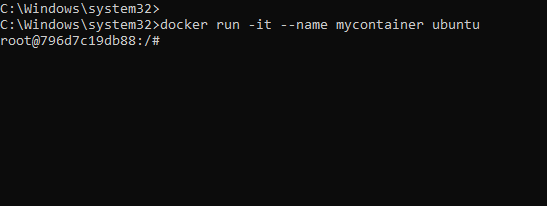 C:\Windows\system32>
C:\Windows\system32>docker run -it --name mycontainer ubuntu
root@796d7c19db88:/#